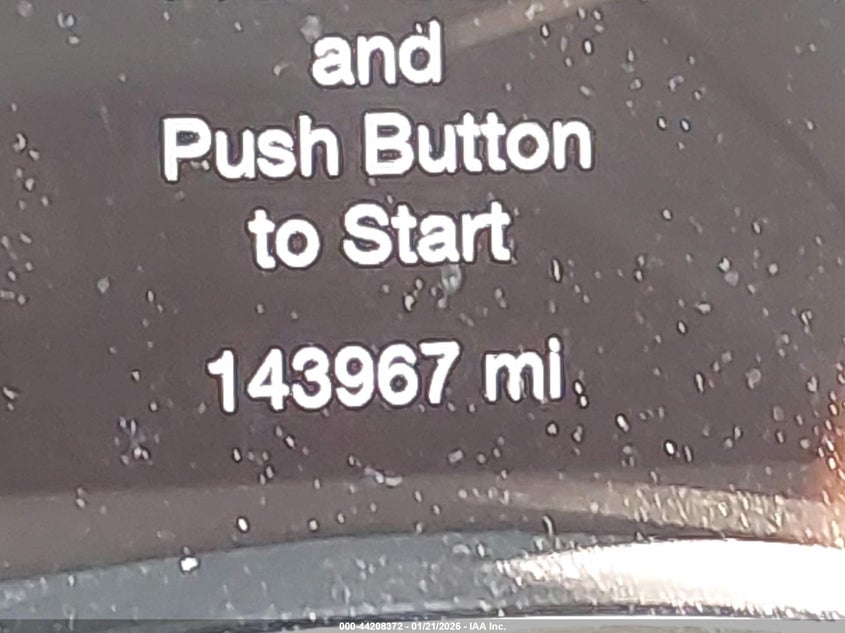 and
Push Button
to Start
143967 mi
000-44208372 - 01/21/2026 - IAA Inc.